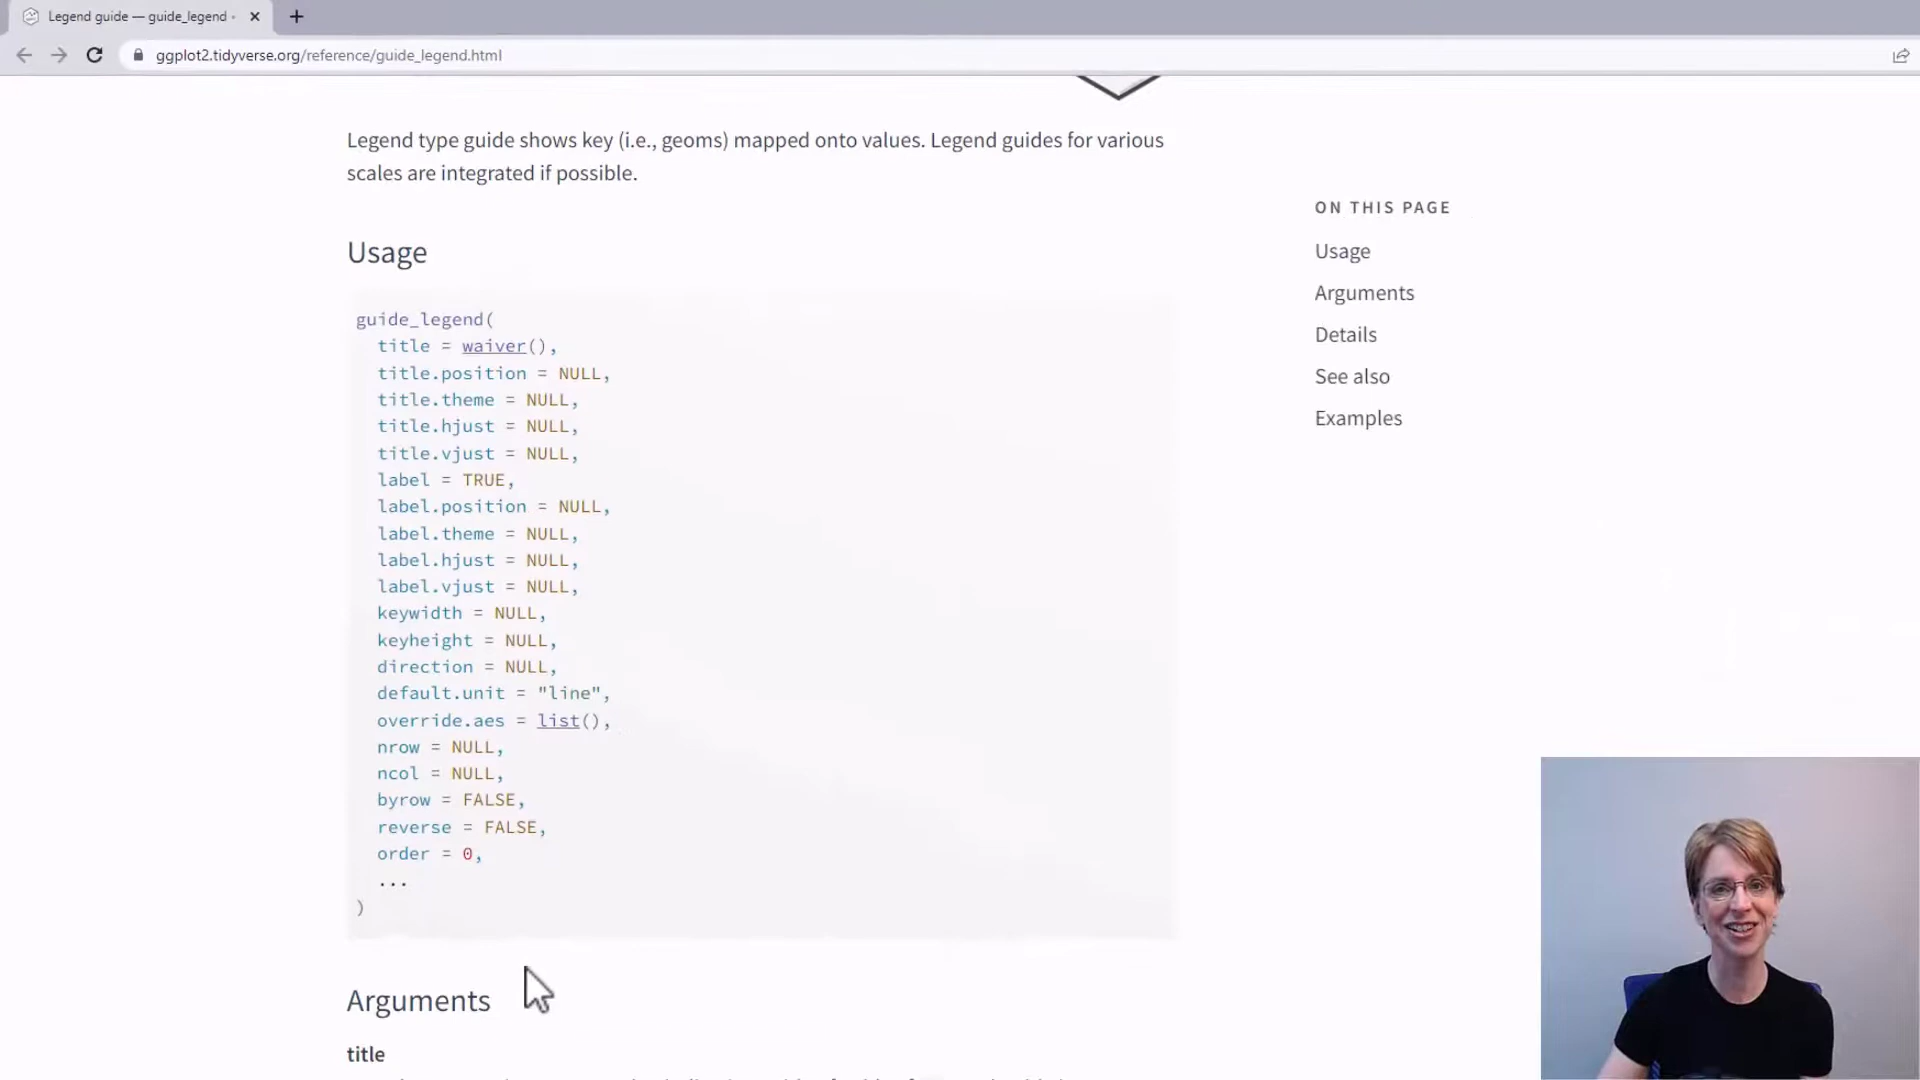 Legend guide — guide_legend
ggplot2.tidyverse.org/reference/guide_legend.html
Legend type guide shows key (i.e., geoms) mapped onto values. Legend guides for various
scales are integrated if possible.
Usage
guide_legend(
title = waiver(),
title.position = NULL,
title.theme = NULL,
title.hjust = NULL,
title.vjust = NULL,
label = TRUE,
label.position = NULL,
label.theme = NULL,
label.hjust = NULL,
label.vjust = NULL,
keywidth = NULL,
keyheight = NULL,
direction = NULL,
default.unit = "line",
override.aes = list(),
nrow = NULL,
ncol = NULL,
byrow = FALSE,
reverse = FALSE,
order = 0,
...
)
Arguments
title
ON THIS PAGE
Usage
Arguments
Details
See also
Examples